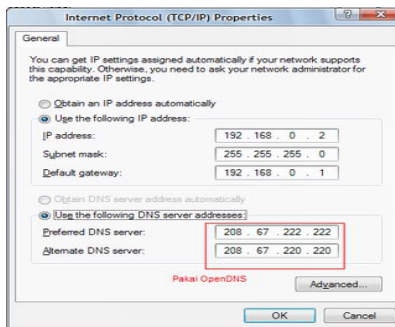 Internet Protocol (TCP/IP) Properties
General
You can get IP settings assigned automatically if your network supports
this capability. Otherwise, you need to ask your network administrator for
the appropriate IP settings.
Obtain an IP address automatically
Use the following IP address:
IP address: 192 . 168 . 0 . 2
Subnet mask: 255 . 255 . 255 . 0
Default gateway: 192 . 168 . 0 . 1
Obtain DNS server address automatically
Use the following DNS server addresses:
Preferred DNS server: 208 . 67 . 222 . 222
Alternate DNS server: 208 . 67 . 220 . 220
Pakai OpenDNS
Advanced...
OK Cancel